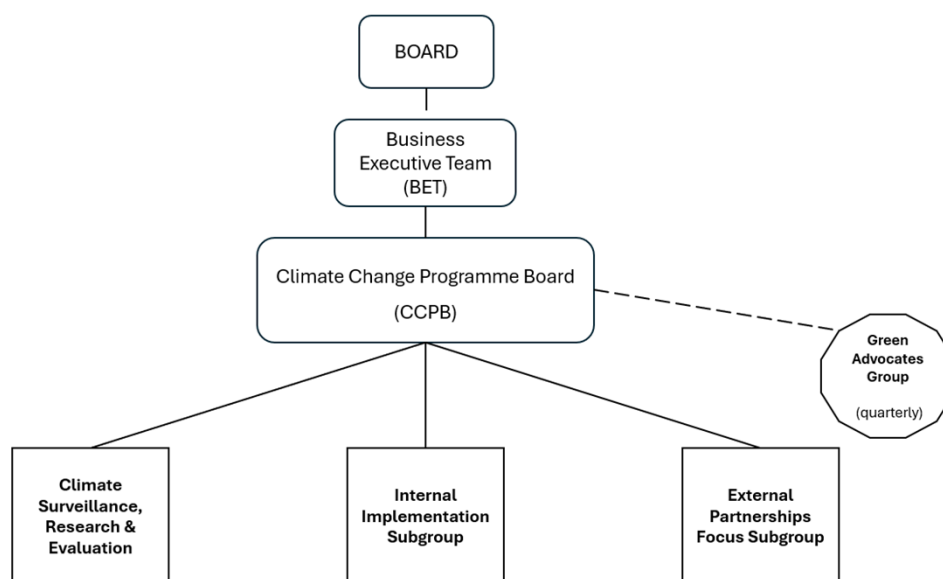 BOARD
Business
Executive Team
(BET)
Climate Change Programme Board
(CCPB)
Green
Advocates
Group
(quarterly)
Climate
Surveillance,
Research &
Evaluation
Internal
Implementation
Subgroup
External
Partnerships
Focus Subgroup